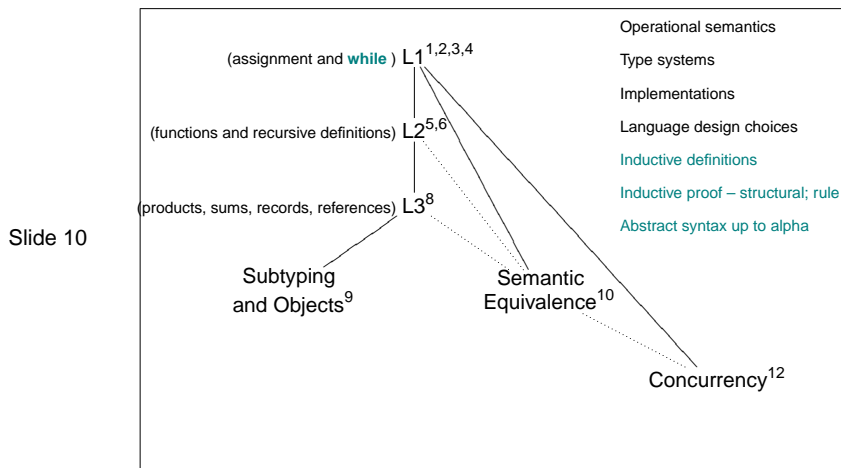 Slide 10
(assignment and while ) L1 1,2,3,4
(functions and recursive definitions) L2 5,6
(products, sums, records, references) L3 8
Subtyping
and Objects 9
Semantic
Equivalence 10
Concurrency 12
Operational semantics
Type systems
Implementations
Language design choices
Inductive definitions
Inductive proof – structural; rule
Abstract syntax up to alpha